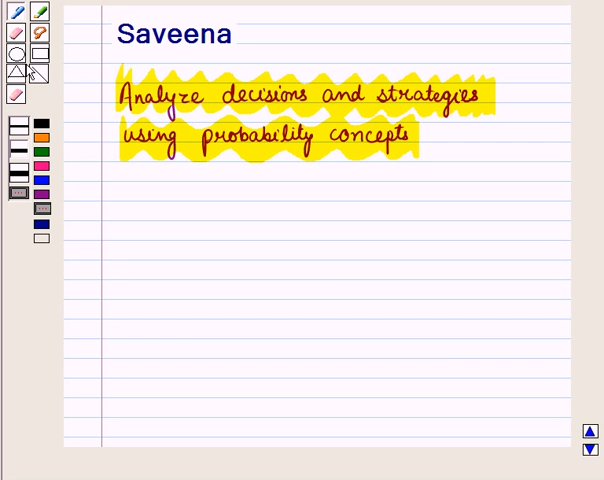 Saveena
Analyze decisions and strategies
using probability concepts